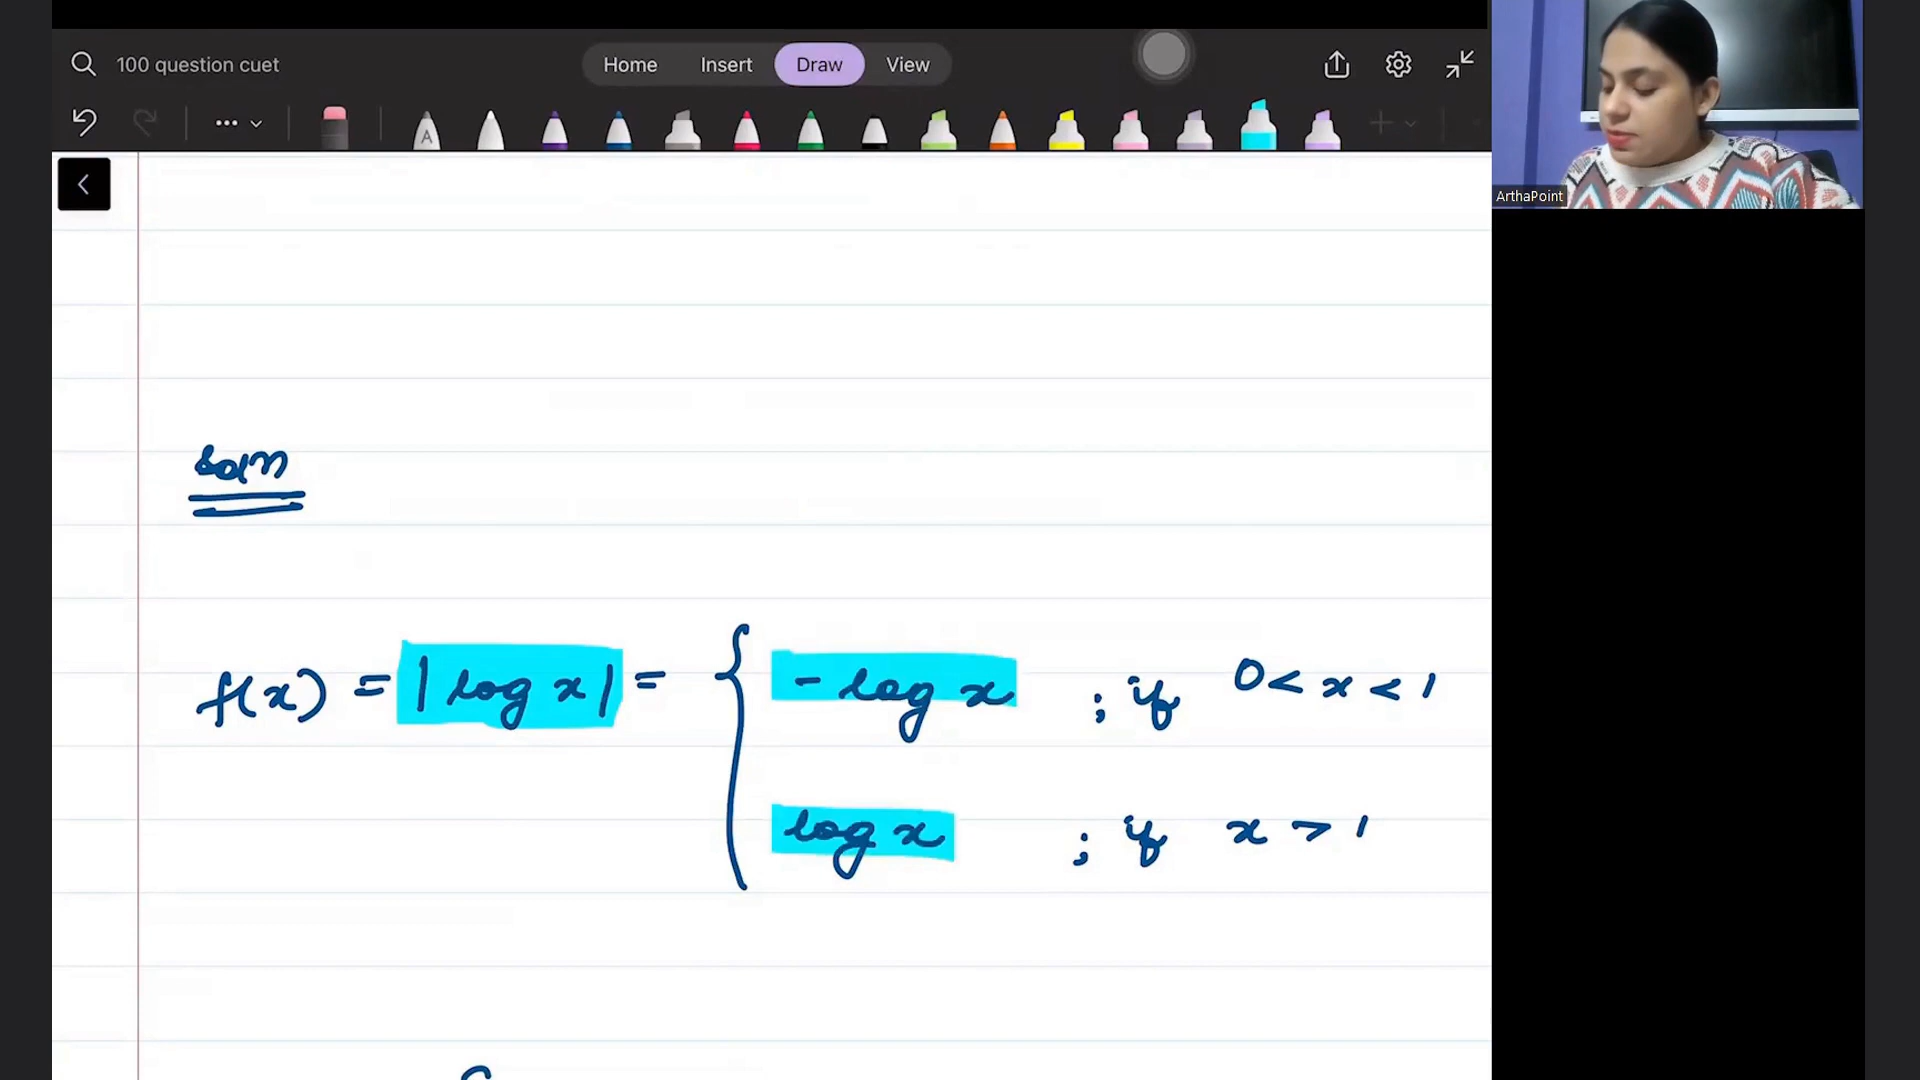 100 question cuet
Home Insert Draw View
A
ArthaPoint
Soln
f(x) = |log x| = { -log x ; if 0 < x < 1
log x ; if x > 1